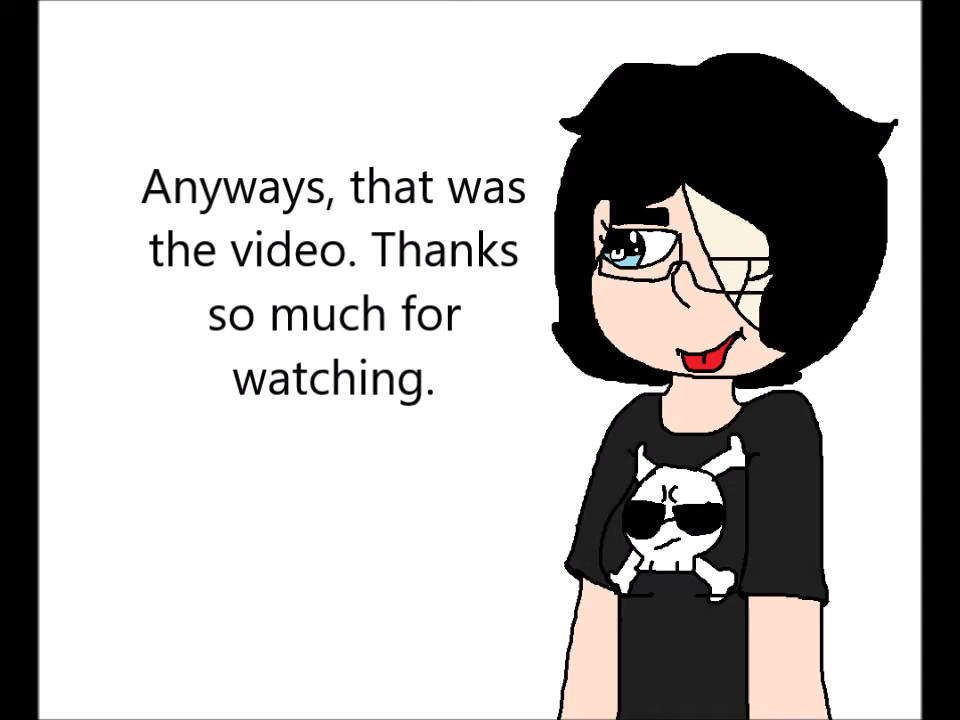 Anyways, that was
the video. Thanks
so much for
watching.